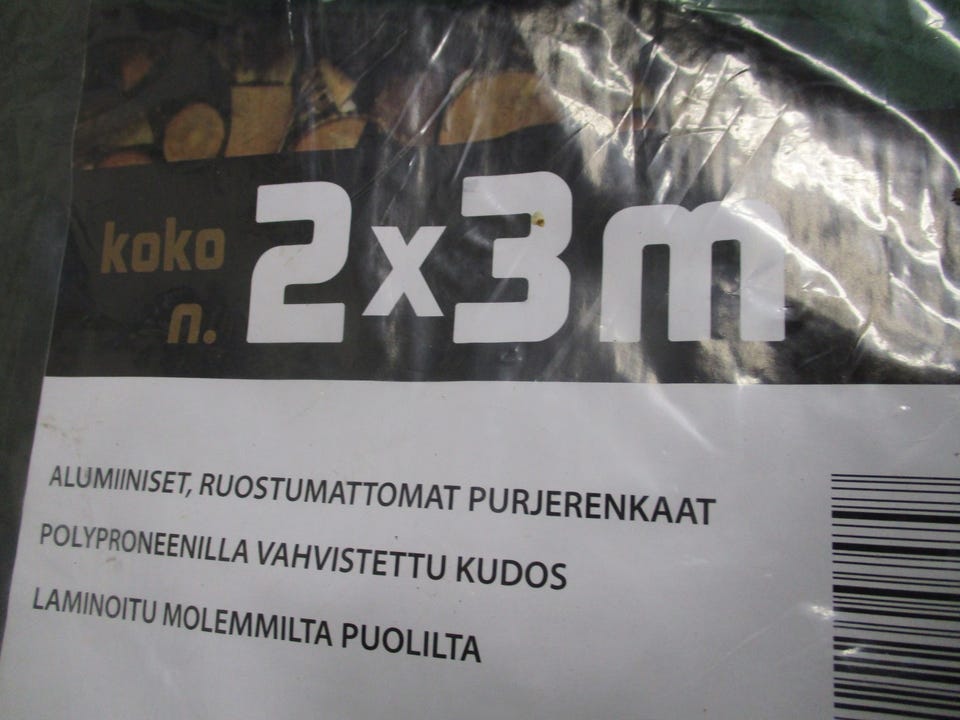 koko 2x3m
n.
ALUMIINISET, RUOSTUMATTOMAT PURJERENKAAT
POLYPRONEENILLA VAHVISTETTU KUDOS
LAMINOITU MOLEMMILTA PUOLILTA